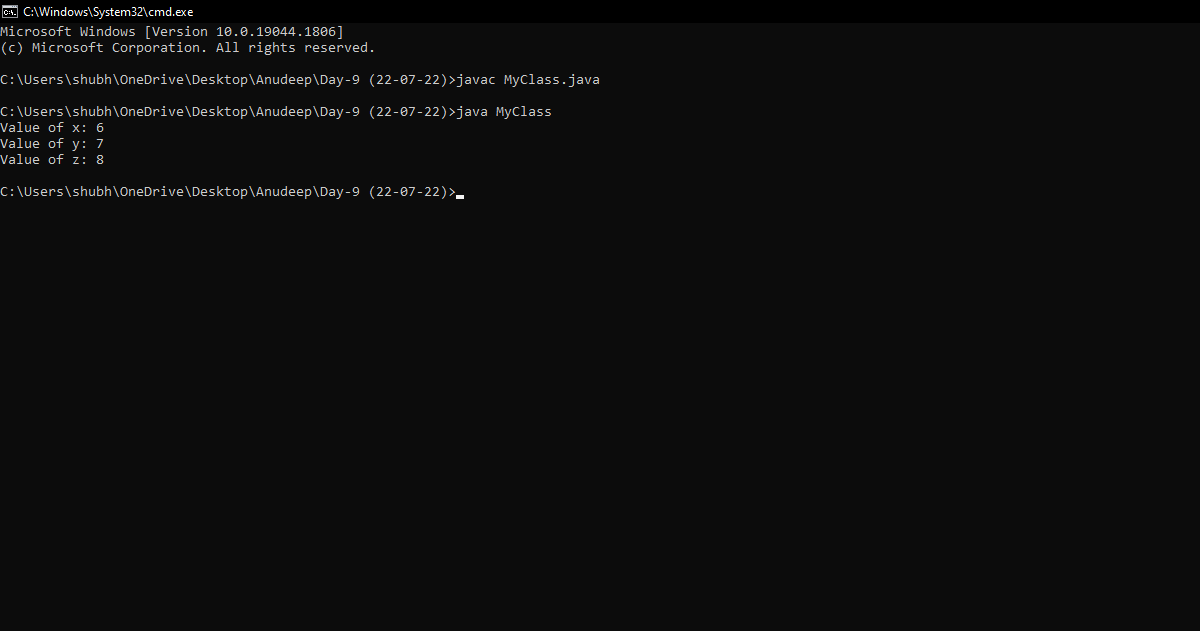 C:\Windows\System32\cmd.exe
Microsoft Windows [Version 10.0.19044.1806]
(c) Microsoft Corporation. All rights reserved.
C:\Users\shubh\OneDrive\Desktop\Anudeep\Day-9 (22-07-22)>javac MyClass.java
C:\Users\shubh\OneDrive\Desktop\Anudeep\Day-9 (22-07-22)>java MyClass
Value of x: 6
Value of y: 7
Value of z: 8
C:\Users\shubh\OneDrive\Desktop\Anudeep\Day-9 (22-07-22)>